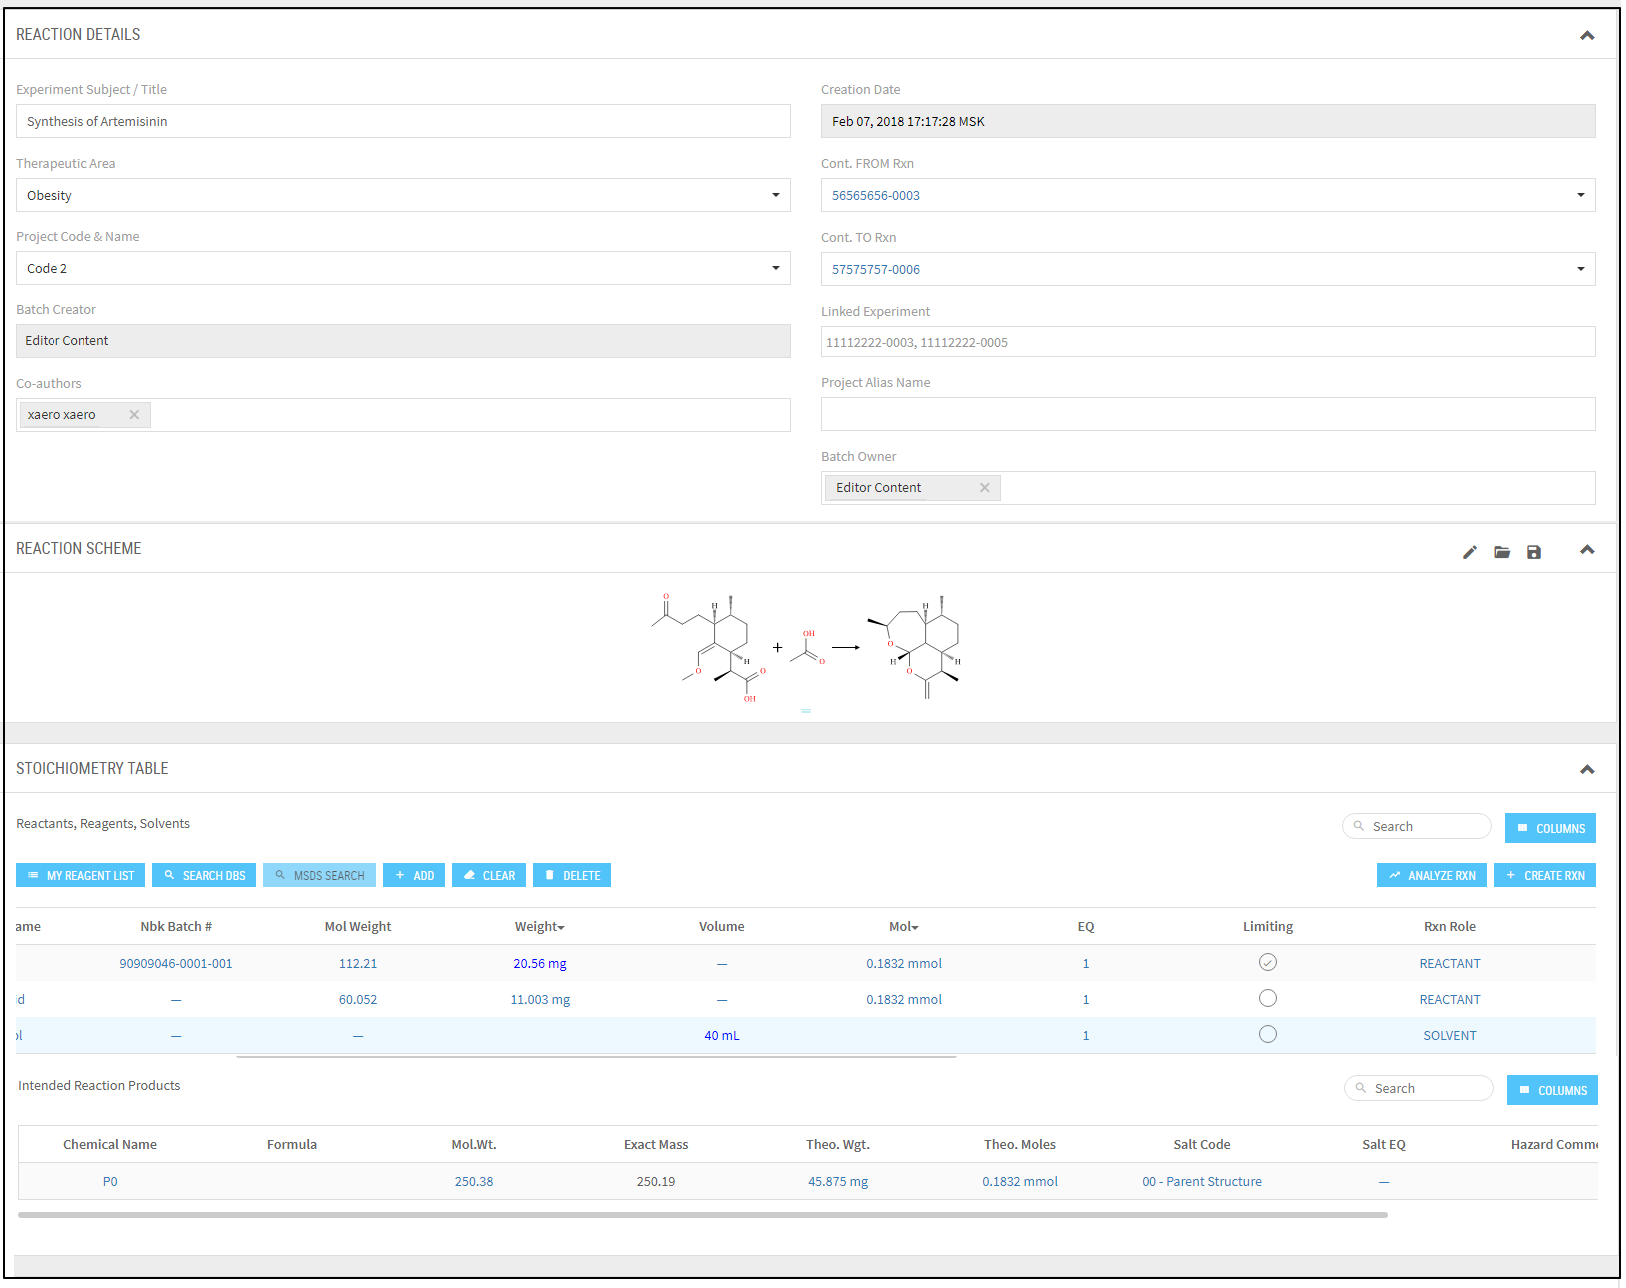 REACTION DETAILS
Experiment Subject / Title
Synthesis of Artemisinin
Therapeutic Area
Obesity
Project Code & Name
Code 2
Batch Creator
Editor Content
Co-authors
xaero xaero
Creation Date
Feb 07, 2018 17:17:28 MSK
Cont. FROM Rxn
56565656-0003
Cont. TO Rxn
57575757-0006
Linked Experiment
11112222-0003, 11112222-0005
Project Alias Name
Batch Owner
Editor Content
REACTION SCHEME
O H H O O OH + OH O H O H O H
STOICHIOMETRY TABLE
Reactants, Reagents, Solvents Search COLUMNS
MY REAGENT LIST SEARCH DBS MSDS SEARCH + ADD CLEAR DELETE ANALYZE RXN + CREATE RXN
ame Nbk Batch # Mol Weight Weight Volume Mol EQ Limiting Rxn Role
90909046-0001-001 112.21 20.56 mg — 0.1832 mmol 1 REACTANT
id — 60.052 11.003 mg — 0.1832 mmol 1 REACTANT
ol — — 40 mL 1 SOLVENT
Intended Reaction Products Search COLUMNS
Chemical Name Formula Mol.Wt. Exact Mass Theo. Wgt. Theo. Moles Salt Code Salt EQ Hazard Comme
P0 250.38 250.19 45.875 mg 0.1832 mmol 00 - Parent Structure —